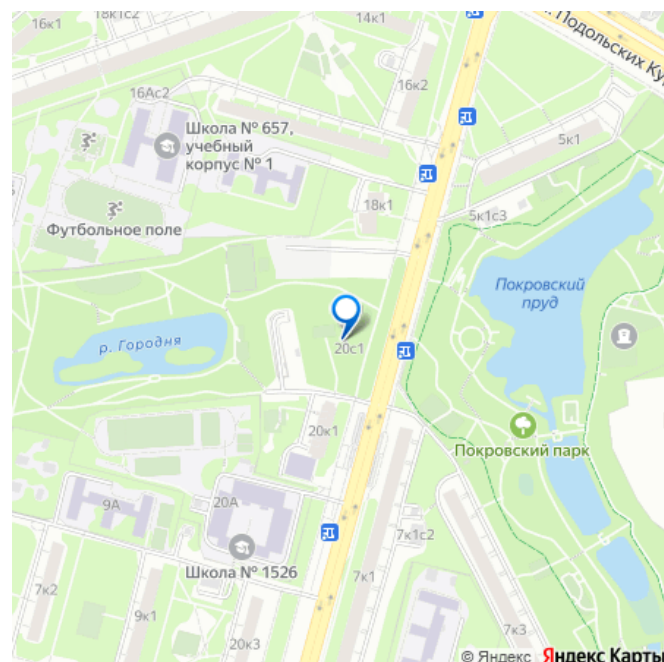 18к1с2
14к1
. Подольских Ку
16к1
16к2
16Ас2
Школа № 657,
учебный
корпус № 1
5к1
18к1
5к1с3
Футбольное поле
Покровский
пруд
р. Городня
20с1
20к1
Покровский парк
9А
20А
7к1с2
Школа № 1526
7к2
7к1
9к1
7к3
20к3
© Яндекс Яндекс Карты